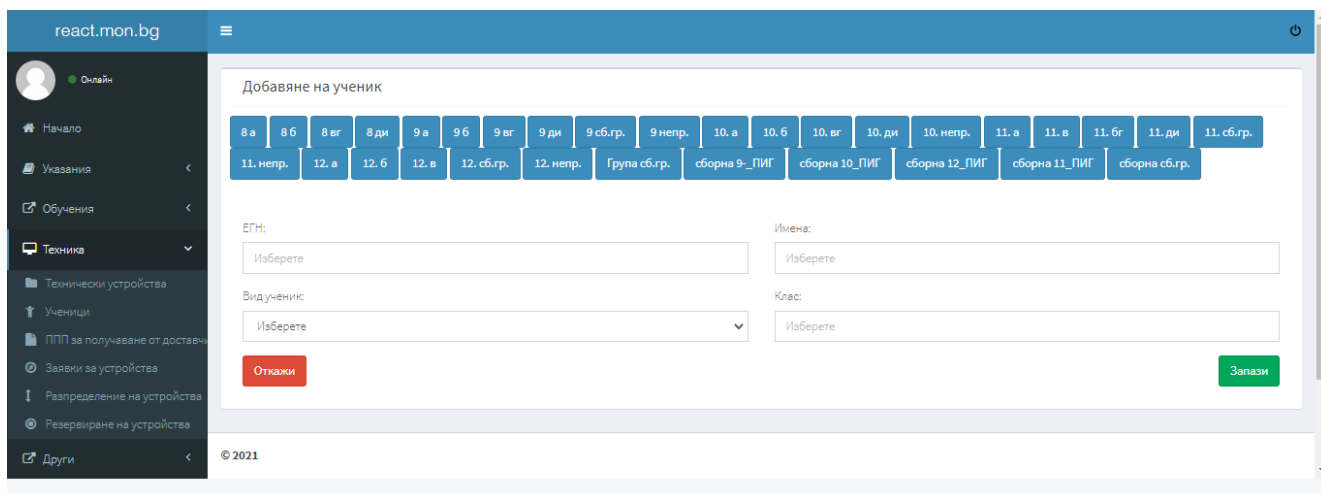 react.mon.bg
Онлайн
Начало
Указания
Обучения
Техника
Технически устройства
Ученици
ППП за получаване от доставчи
Заявки за устройства
Разпределение на устройства
Резервиране на устройства
Други
Добавяне на ученик
8 а 8 б 8 вг 8 ди 9 а 9 б 9 вг 9 ди 9 сб.гр. 9 непр. 10. а 10. б 10. вг 10. ди 10. непр. 11. а 11. в 11. бг 11. ди 11. сб.гр.
11. непр. 12. а 12. б 12. в 12. сб.гр. 12. непр. Група сб.гр. сборна 9-_ПИГ сборна 10_ПИГ сборна 12_ПИГ сборна 11_ПИГ сборна сб.гр.
ЕГН: Имена:
Изберете Изберете
Вид ученик: Клас:
Изберете Изберете
Откажи Запази
© 2021